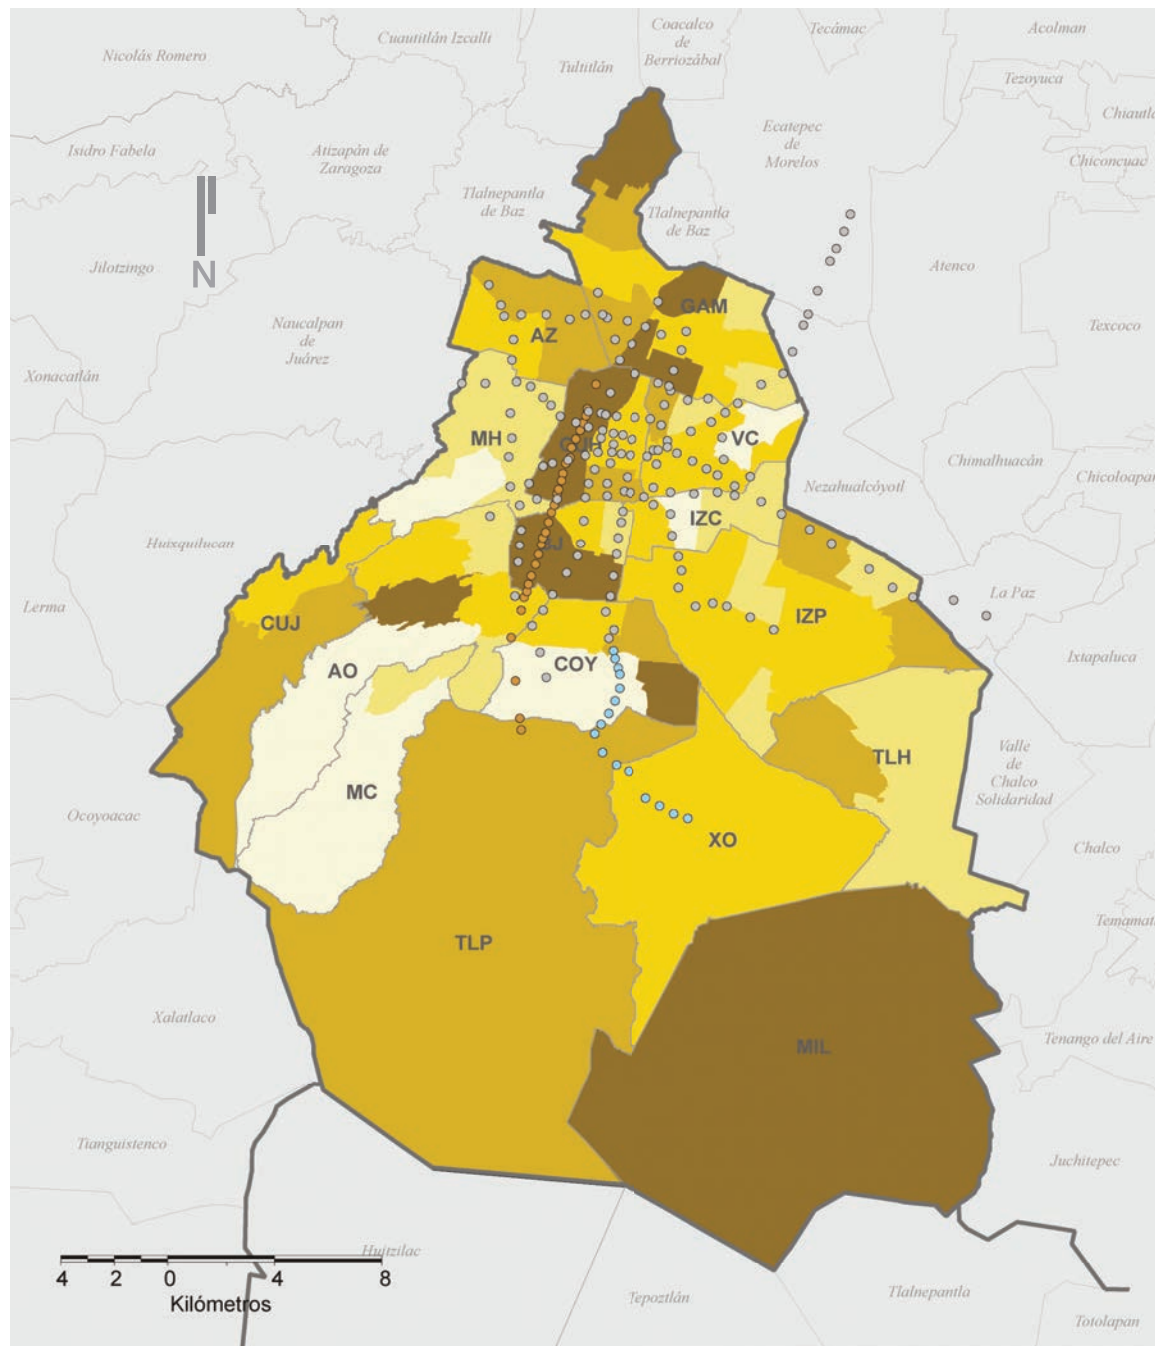 Nicolás Romero
Cuautitlán Izcalli
Coacalco
de
Berriozábal
Tultitlán
Tecámac
Acolman
Tezoyuca
Chiautl
Isidro Fabela
Atizapán de
Zaragoza
Ecatepec
de
Morelos
Chiconcuac
Tlalnepantla
de Baz
Tlalnepantla
de Baz
Jilotzingo
N
Atenco
Naucalpan
de
Juárez
Texcoco
GAM
AZ
Xonacatlán
MH
CUH
VC
Chimalhuacán
Chicoloapan
Nezahualcóyotl
IZC
Huixquilucan
BJ
Lerma
La Paz
CUJ
IZP
AO
COY
Ixtapaluca
TLH
Valle
de
Chalco
Solidaridad
MC
Ocoyoacac
XO
Chalco
Temamatl
TLP
Xalatlaco
MIL
Tenango del Aire
Tianguistenco
Juchitepec
Huitzilac
4 2 0 4 8
Kilómetros
Tepoztlán
Tlalnepantla
Totolapan